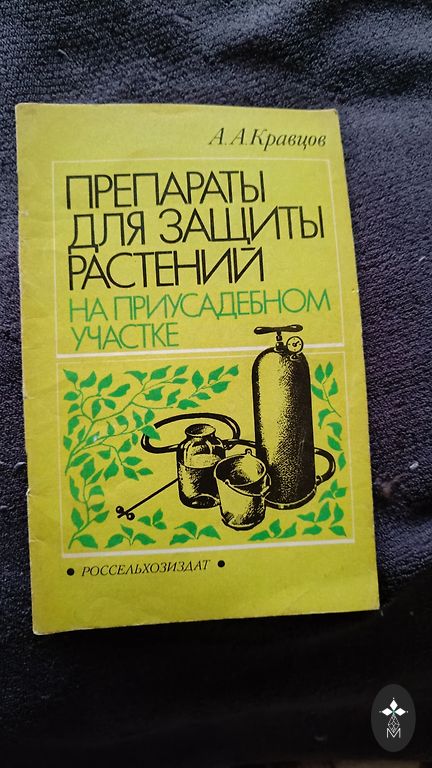 А. А. Кравцов
ПРЕПАРАТЫ
ДЛЯ ЗАЩИТЫ
РАСТЕНИЙ
НА ПРИУСАДЕБНОМ
УЧАСТКЕ
• РОССЕЛЬХОЗИЗДАТ •
M